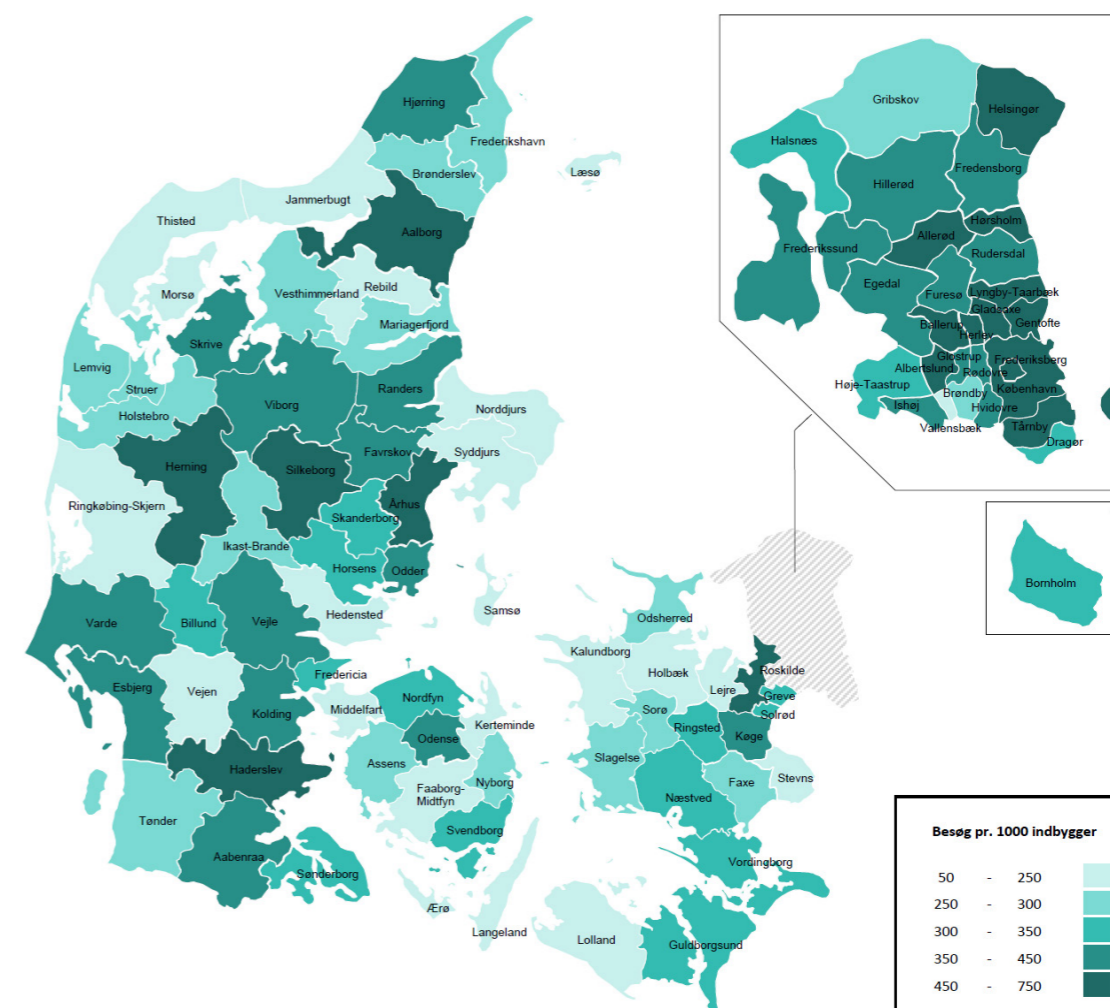 Hjørring
Frederikshavn
Brønderslev
Læsø
Jammerbugt
Thisted
Aalborg
Morsø
Vesthimmerland
Rebild
Mariagerfjord
Skrive
Lemvig
Struer
Holstebro
Viborg
Randers
Norddjurs
Syddjurs
Favrskov
Herning
Silkeborg
Århus
Ringkøbing-Skjern
Skanderborg
Ikast-Brande
Horsens
Odder
Hedensted
Samsø
Varde
Billund
Vejle
Esbjerg
Vejen
Fredericia
Kolding
Middelfart
Nordfyn
Kerteminde
Odense
Haderslev
Assens
Faaborg-
Midtfyn
Nyborg
Svendborg
Tønder
Aabenraa
Sønderborg
Ærø
Langeland
Odsherred
Kalundborg
Holbæk
Lejre
Roskilde
Greve
Solrød
Sorø
Ringsted
Køge
Slagelse
Faxe
Stevns
Næstved
Vordingborg
Lolland
Guldborgsund
Gribskov
Helsingør
Halsnæs
Fredensborg
Hillerød
Hørsholm
Allerød
Frederikssund
Rudersdal
Egedal
Furesø
Lyngby-Taarbæk
Gladsaxe
Gentofte
Ballerup
Herlev
Glostrup
Frederiksberg
Albertslund
Rødovre
Høje-Taastrup
Brøndby
København
Ishøj
Hvidovre
Vallensbæk
Tårnby
Dragør
Bornholm
Besøg pr. 1000 indbygger
50 - 250
250 - 300
300 - 350
350 - 450
450 - 750